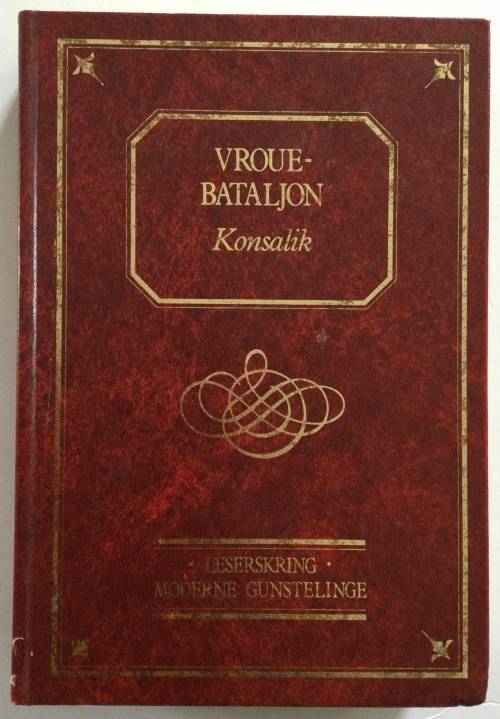 VROUE-
BATALJON
Konsalik
· LESERSKRING ·
MODERNE GUNSTELINGE